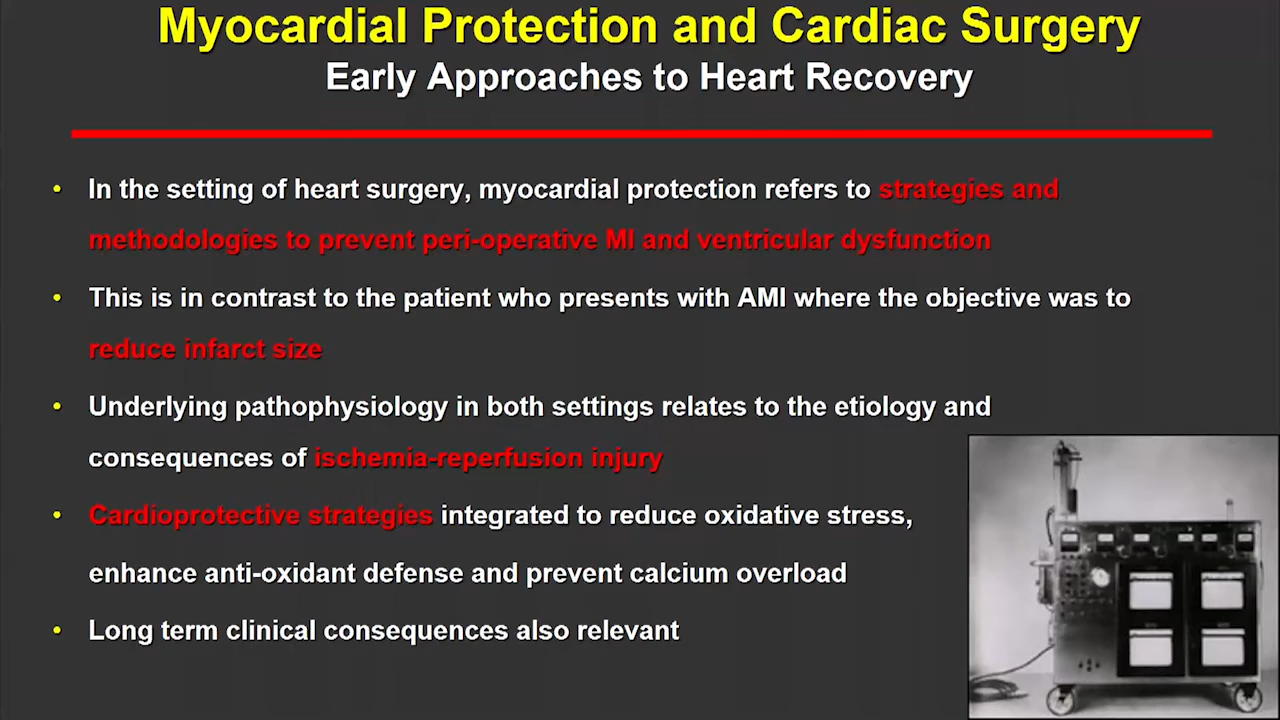 Myocardial Protection and Cardiac Surgery
Early Approaches to Heart Recovery
• In the setting of heart surgery, myocardial protection refers to strategies and
methodologies to prevent peri-operative MI and ventricular dysfunction
• This is in contrast to the patient who presents with AMI where the objective was to
reduce infarct size
• Underlying pathophysiology in both settings relates to the etiology and
consequences of ischemia-reperfusion injury
• Cardioprotective strategies integrated to reduce oxidative stress,
enhance anti-oxidant defense and prevent calcium overload
• Long term clinical consequences also relevant